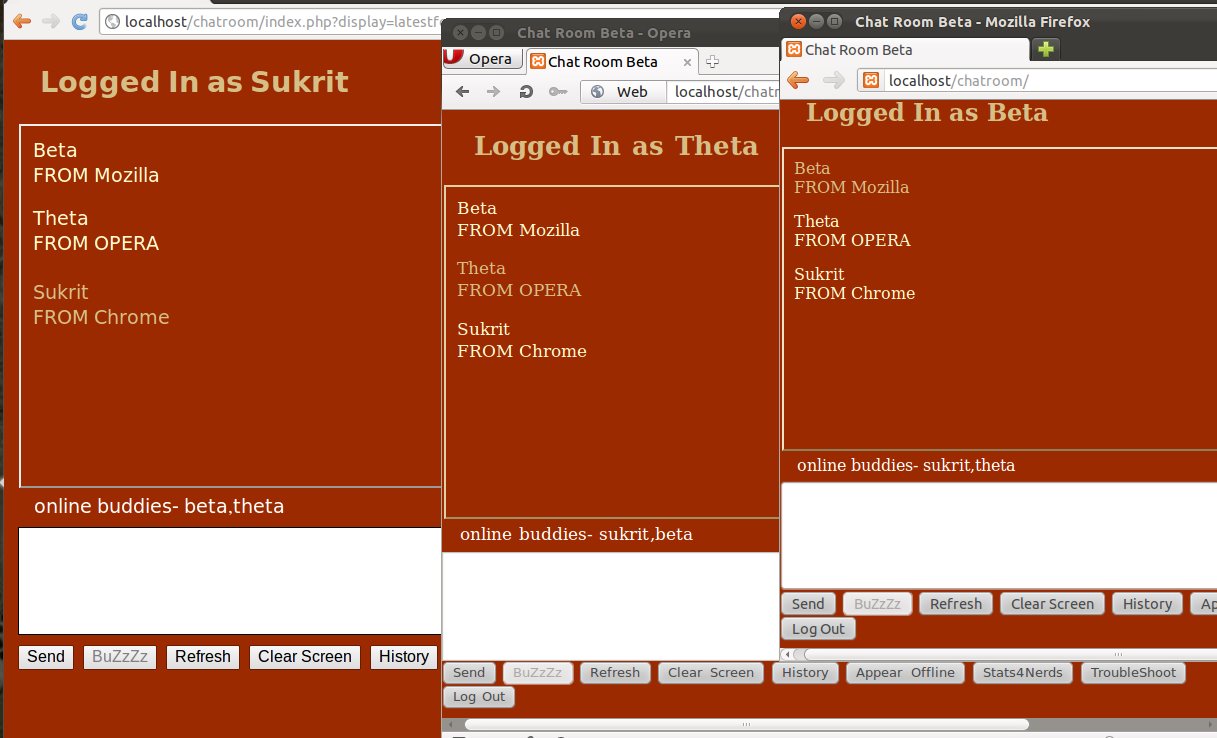 localhost/chatroom/index.php?display=latestf
Logged In as Sukrit
Beta
FROM Mozilla
Theta
FROM OPERA
Sukrit
FROM Chrome
online buddies- beta,theta
Send BuZzZz Refresh Clear Screen History
Chat Room Beta - Opera
Opera Chat Room Beta
Web localhost/chatr
Logged In as Theta
Beta
FROM Mozilla
Theta
FROM OPERA
Sukrit
FROM Chrome
online buddies- sukrit,beta
Send BuZzZz Refresh Clear Screen History Appear Offline Stats4Nerds TroubleShoot
Log Out
Chat Room Beta - Mozilla Firefox
Chat Room Beta
localhost/chatroom/
Logged In as Beta
Beta
FROM Mozilla
Theta
FROM OPERA
Sukrit
FROM Chrome
online buddies- sukrit,theta
Send BuZzZz Refresh Clear Screen History Ap
Log Out